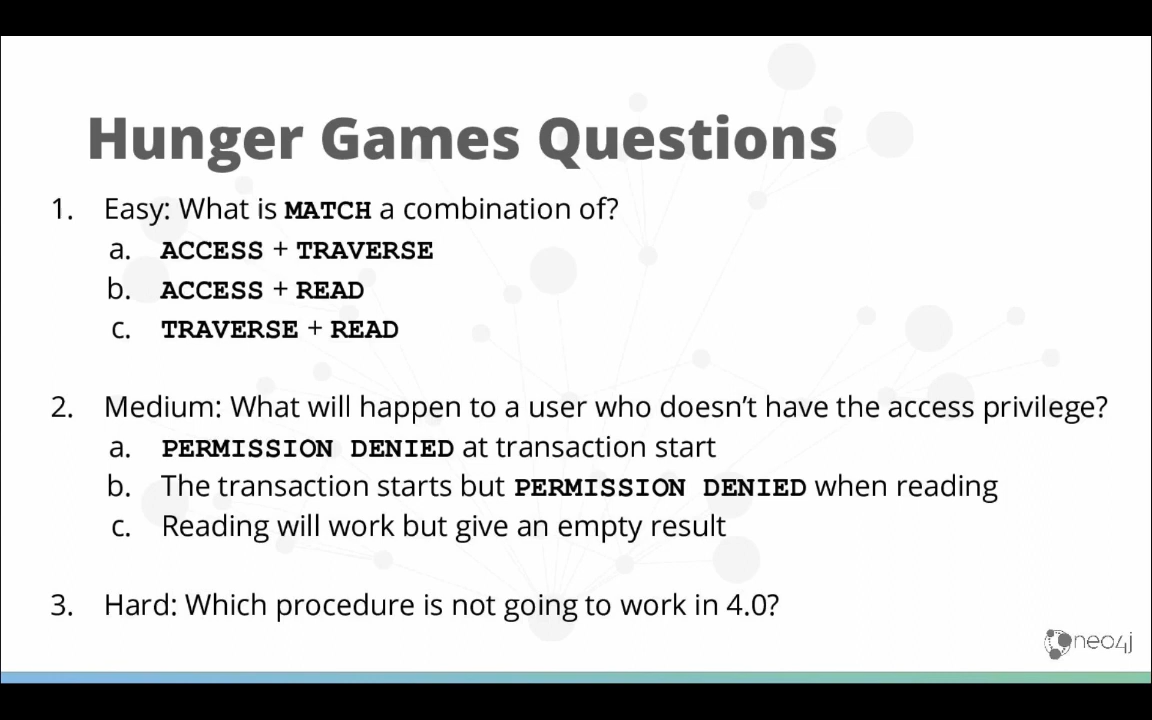 Hunger Games Questions
1. Easy: What is MATCH a combination of?
a. ACCESS + TRAVERSE
b. ACCESS + READ
c. TRAVERSE + READ
2. Medium: What will happen to a user who doesn’t have the access privilege?
a. PERMISSION DENIED at transaction start
b. The transaction starts but PERMISSION DENIED when reading
c. Reading will work but give an empty result
3. Hard: Which procedure is not going to work in 4.0?
neo4j